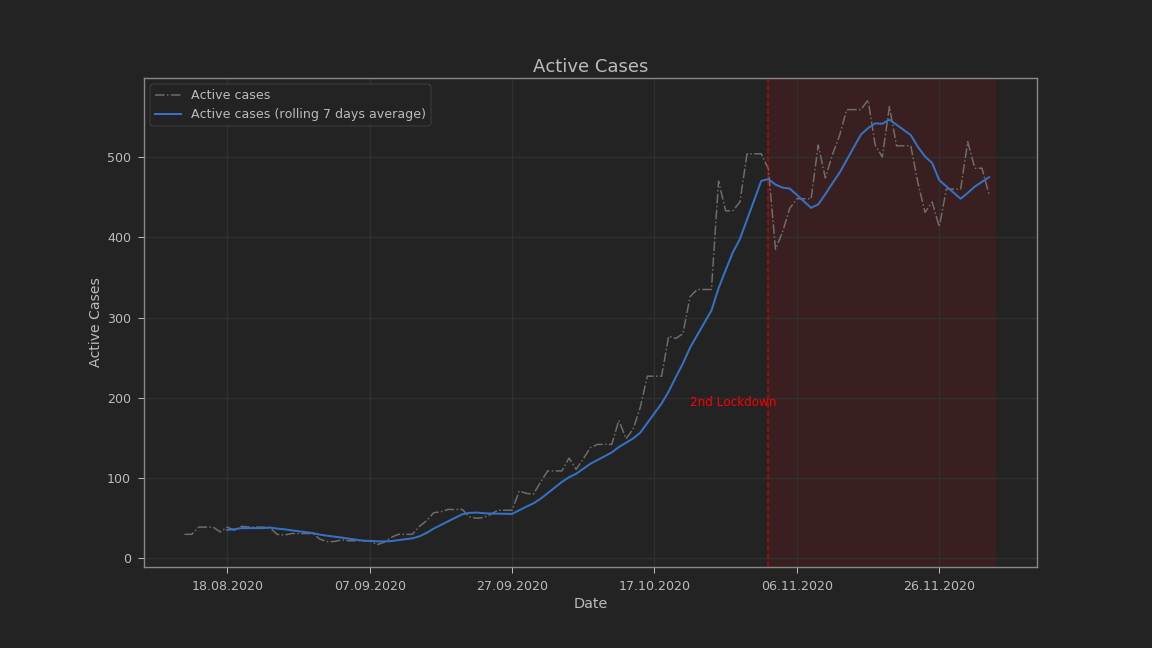 Active Cases
Active cases
Active cases (rolling 7 days average)
500
400
300
200
100
0
Active Cases
2nd Lockdown
18.08.2020 07.09.2020 27.09.2020 17.10.2020 06.11.2020 26.11.2020
Date